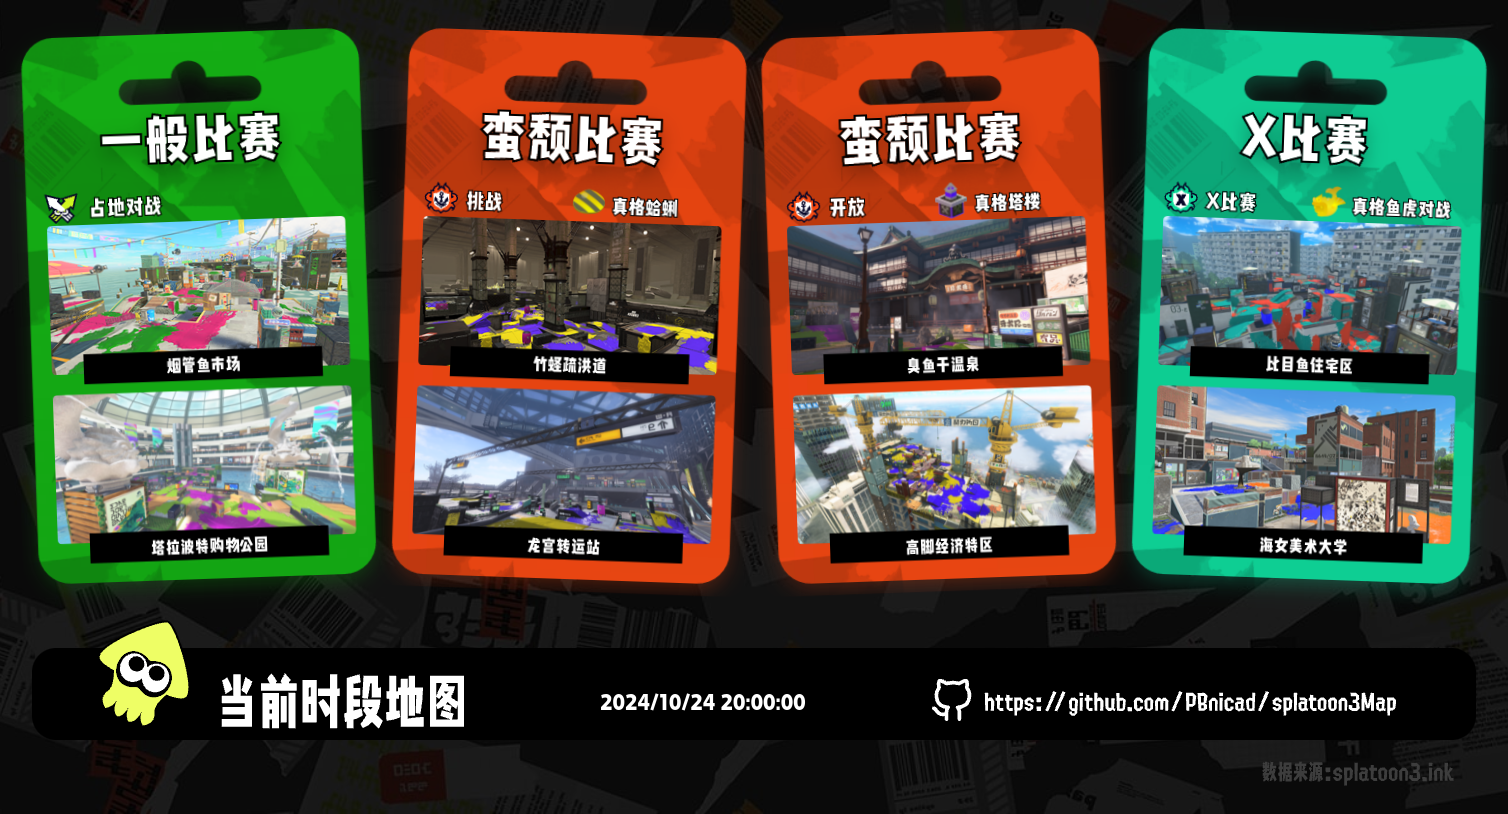 一般比赛
占地对战
烟管鱼市场
塔拉波特购物公园
蛮颓比赛
挑战
真格蛤蜊
竹蛏疏洪道
龙宫转运站
蛮颓比赛
开放
真格塔楼
臭鱼干温泉
高脚经济特区
X比赛
X比赛
真格鱼虎对战
比目鱼住宅区
海女美术大学
当前时段地图
2024/10/24 20:00:00
https://github.com/PBnicad/splatoon3Map
数据来源:splatoon3.ink